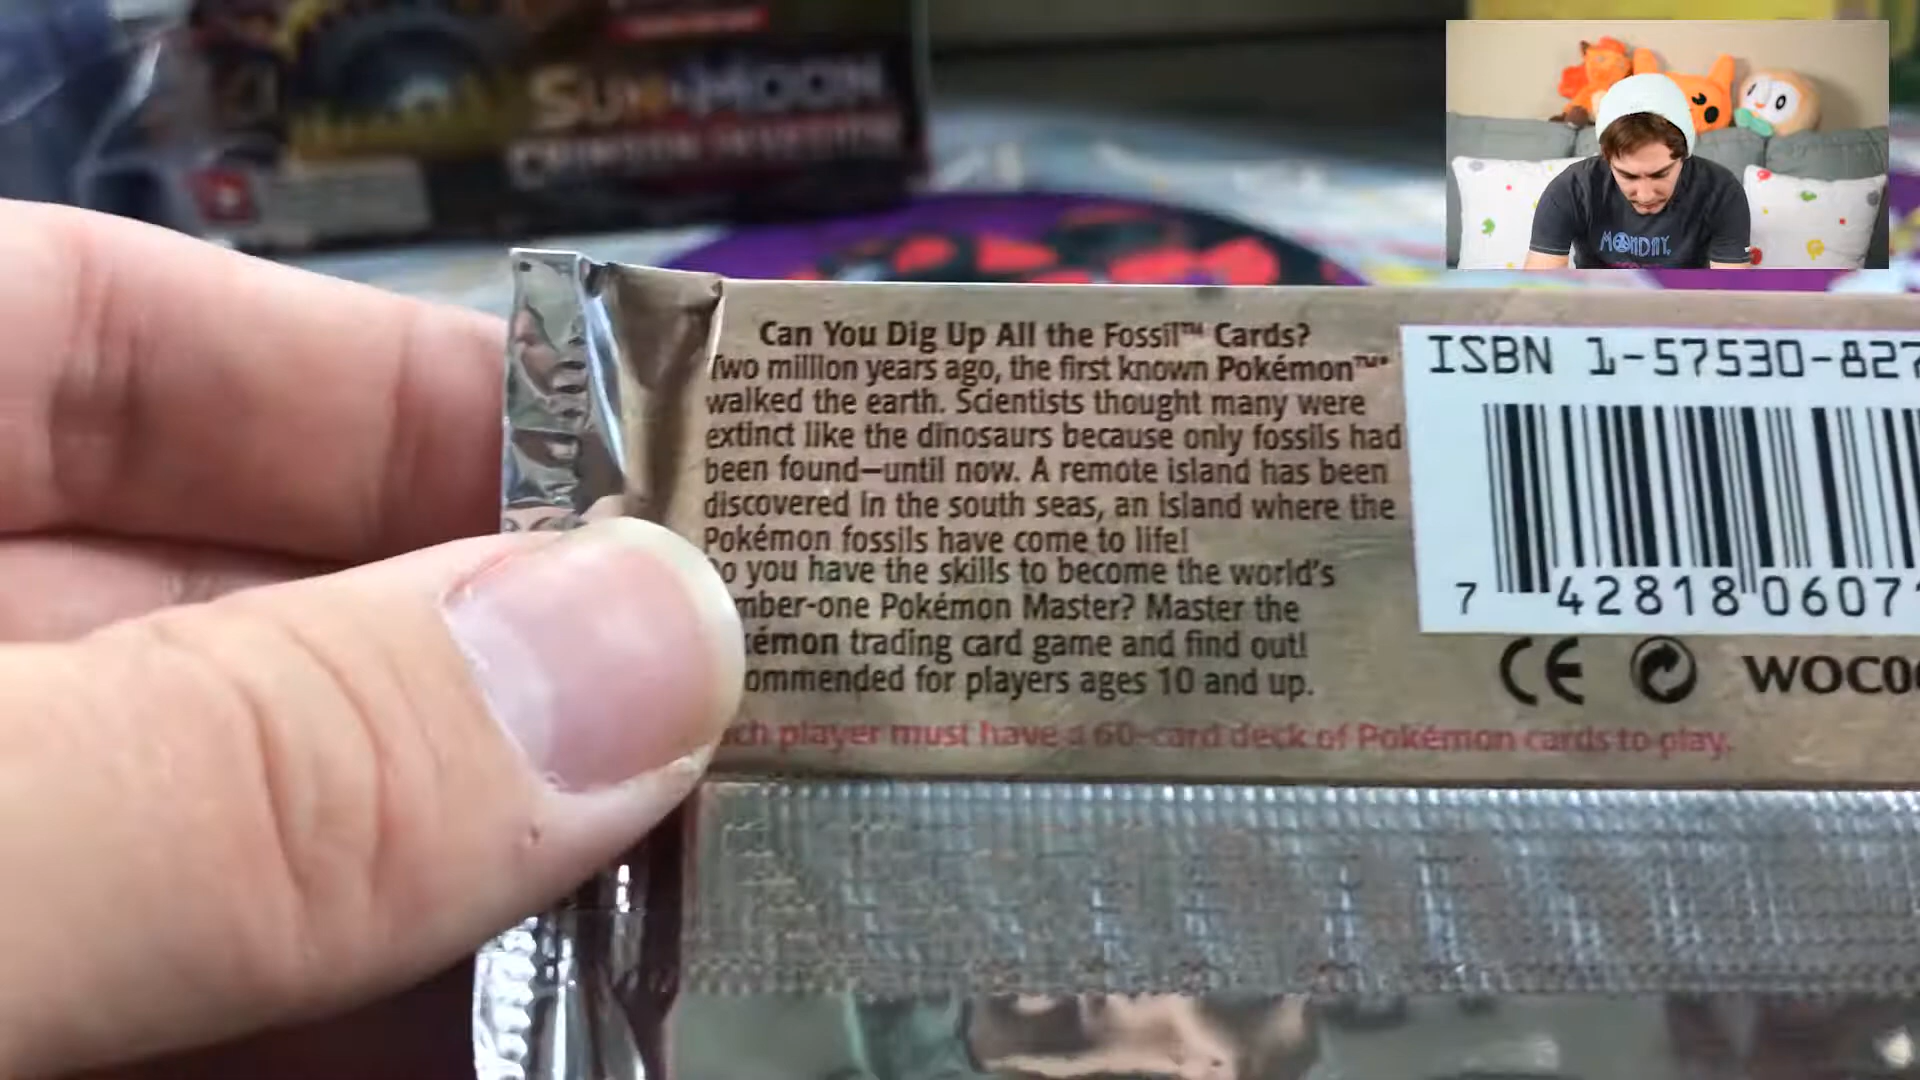 SUN & MOON
CRIMSON INVASION
MONDAY
Can You Dig Up All the Fossil™ Cards?
Two million years ago, the first known Pokémon™*
walked the earth. Scientists thought many were
extinct like the dinosaurs because only fossils had
been found—until now. A remote island has been
discovered in the south seas, an island where the
Pokémon fossils have come to life!
o you have the skills to become the world's
mber-one Pokémon Master? Master the
kémon trading card game and find out!
ommended for players ages 10 and up.
ch player must have a 60-card deck of Pokémon cards to play.
ISBN 1-57530-827
7 42818 0607
CE
WOC0